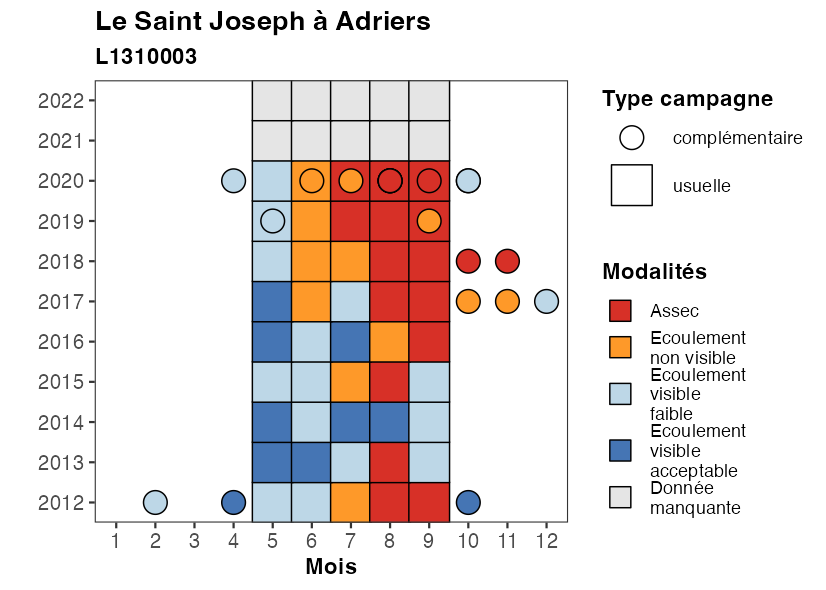 Le Saint Joseph à Adriers
L1310003
2022
2021
2020
2019
2018
2017
2016
2015
2014
2013
2012
1 2 3 4 5 6 7 8 9 10 11 12
Mois
Type campagne
complémentaire
usuelle
Modalités
Assec
Ecoulement
non visible
Ecoulement
visible
faible
Ecoulement
visible
acceptable
Donnée
manquante